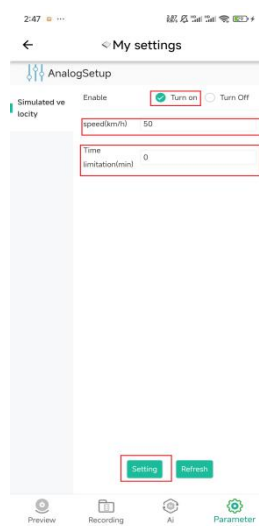 2:47
My settings
AnalogSetup
Simulated ve
locity
Enable
Turn on
Turn Off
speed(km/h)
50
Time
limitation(min)
0
Setting
Refresh
Preview
Recording
Ai
Parameter